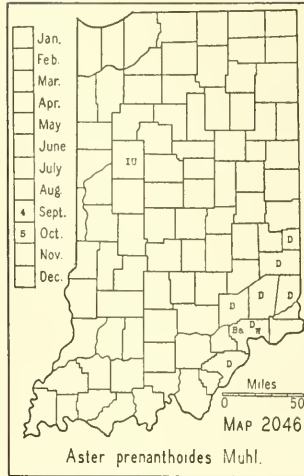 Jan.
Feb.
Mar.
Apr.
May
June
July
Aug.
4 Sept.
5 Oct.
Nov.
Dec.
IU
D
D
D
D
D
Ba
D
W
D
Miles
0 50
MAP 2046
Aster prenanthoides Muhl.